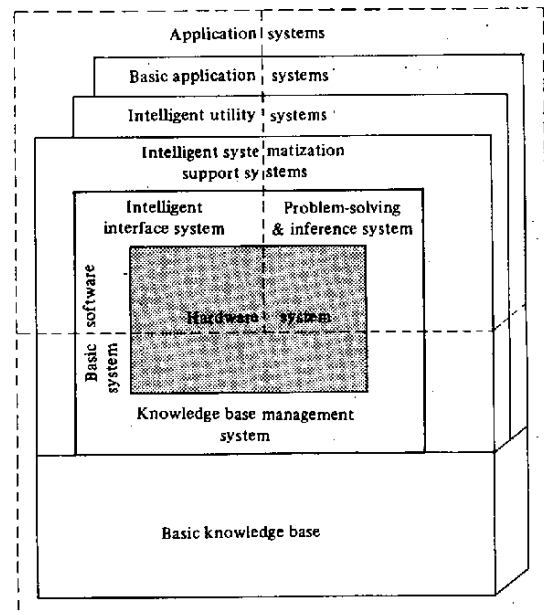 Application systems
Basic application systems
Intelligent utility systems
Intelligent systematization
support systems
Intelligent
interface system
Problem-solving
& inference system
Basic software
system
Hardware system
Knowledge base management
system
Basic knowledge base